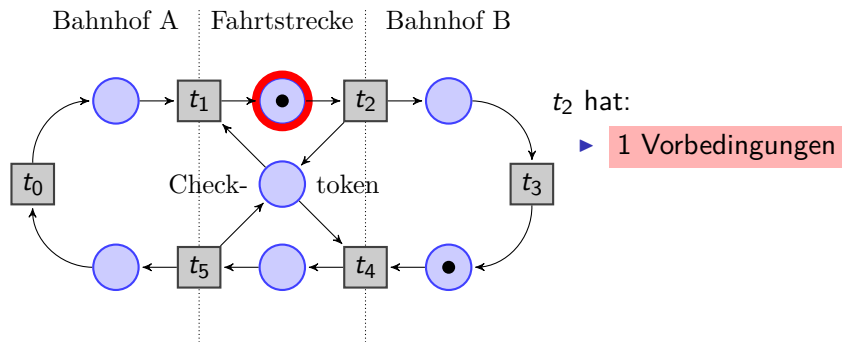 Bahnhof A Fahrtstrecke Bahnhof B
t₁ t₂
t₂ hat:
▶ 1 Vorbedingungen
t₀ Check- token t₃
t₅ t₄